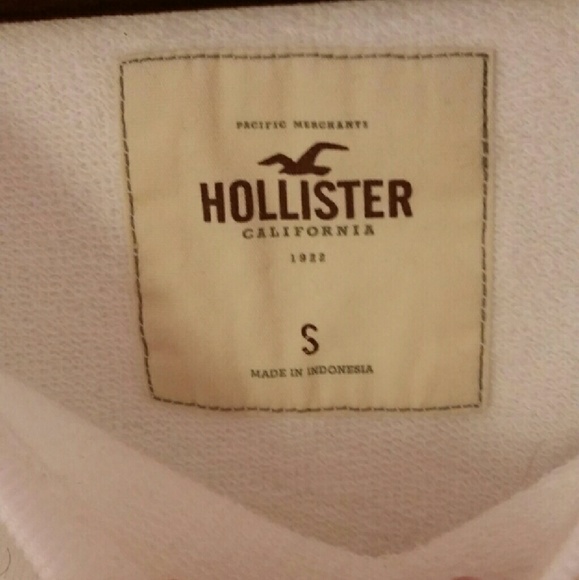 PACIFIC MERCHANTS
HOLLISTER
CALIFORNIA
1922
S
MADE IN INDONESIA